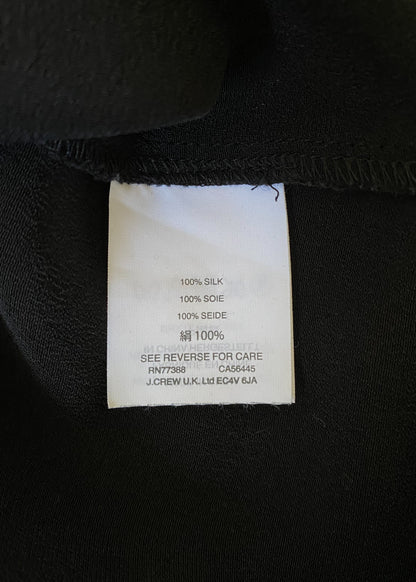 100% SILK
100% SOIE
100% SEIDE
絹 100%
SEE REVERSE FOR CARE
RN77388 CA56445
J.CREW U.K. Ltd EC4V 6JA